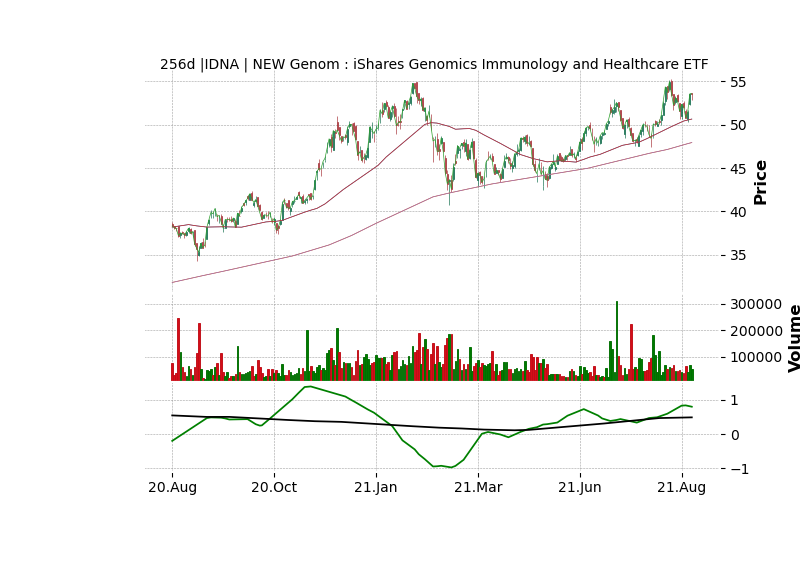 256d |IDNA | NEW Genom : iShares Genomics Immunology and Healthcare ETF
55
50
45
40
35
Price
300000
200000
100000
Volume
1
0
−1
20.Aug 20.Oct 21.Jan 21.Mar 21.Jun 21.Aug